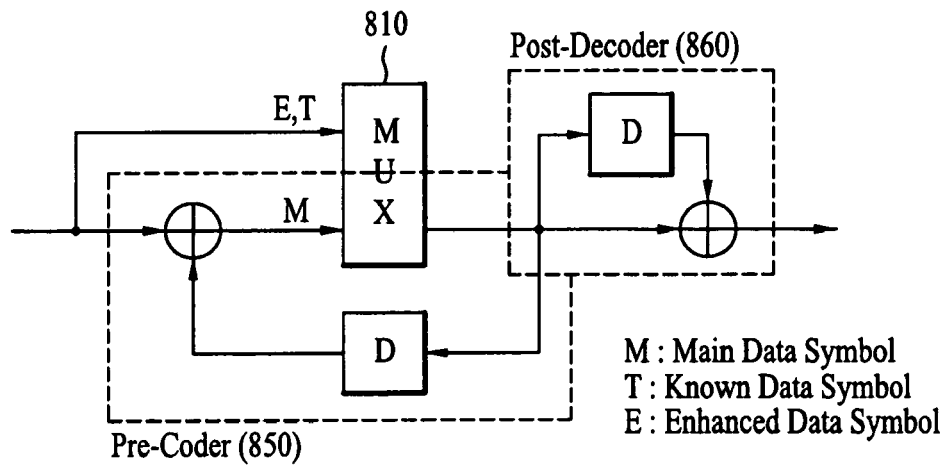 810
Post-Decoder (860)
E,T
M
U
X
D
M
D
M : Main Data Symbol
T : Known Data Symbol
E : Enhanced Data Symbol
Pre-Coder (850)